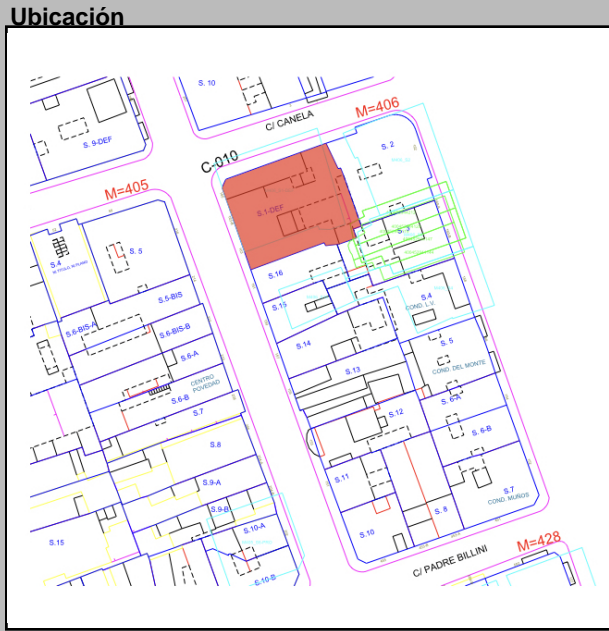 Ubicación
S. 10
C/ CANELA
M=406
S. 9-DEF
C-010
S. 2
M=405
S.1-DEF
S. 3
S.4
S. 5
S.16
S.5-BIS
S.15
S.4
COND. L.V.
S.6-BIS-A
S.6-BIS-B
S.14
S. 5
S.6-A
COND. DEL MONTE
S.13
CENTRO
POVEDAD
S.6-B
S. 6-A
S.7
S.12
S.8
S. 6-B
S.11
S.9-A
S.7
COND. MUÑOS
S.9-B
S.10
S. 8
S.10-A
S.15
C/ PADRE BILLINI
M=428
S.10-B